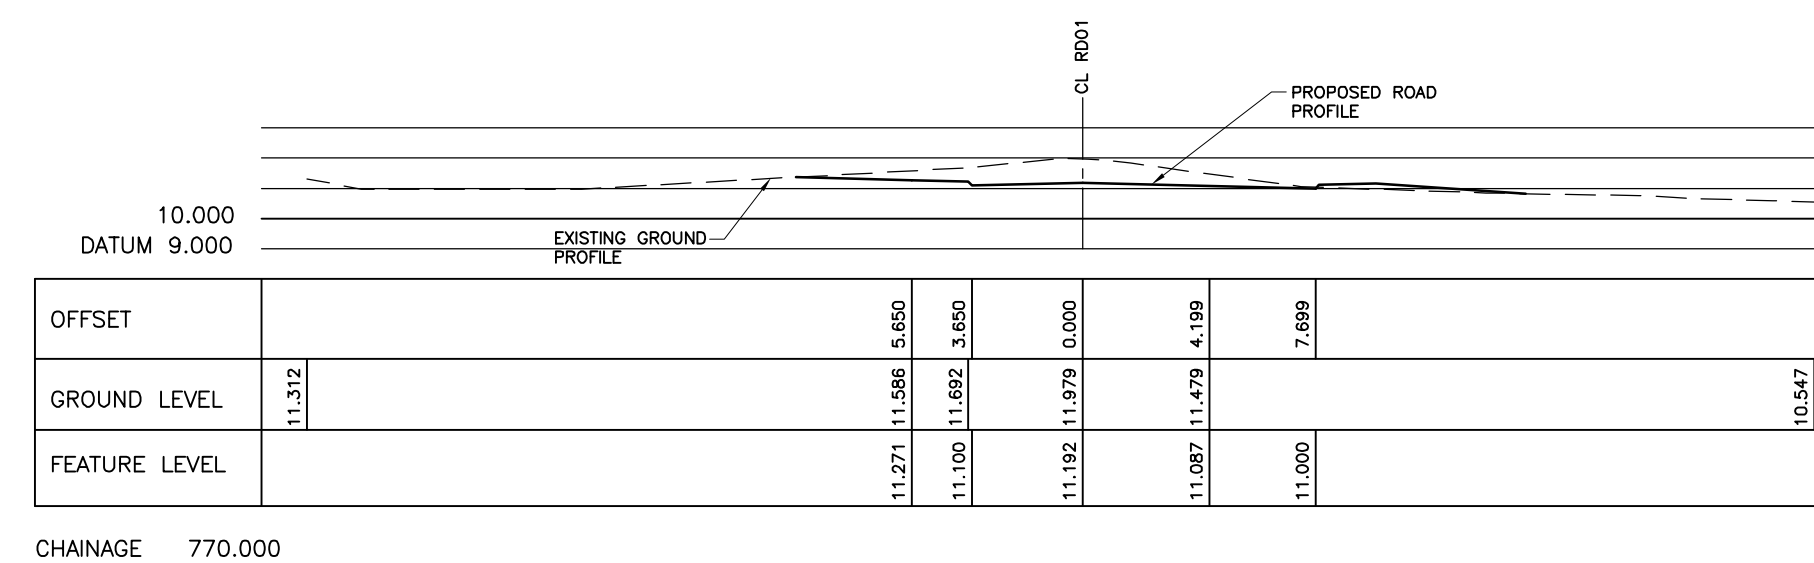 CL RD01
PROPOSED ROAD
PROFILE
10.000
DATUM 9.000
EXISTING GROUND
PROFILE
OFFSET 5.650 3.650 0.000 4.199 7.699
GROUND LEVEL 11.312 11.586 11.692 11.979 11.479 10.547
FEATURE LEVEL 11.271 11.100 11.192 11.087 11.000
CHAINAGE 770.000